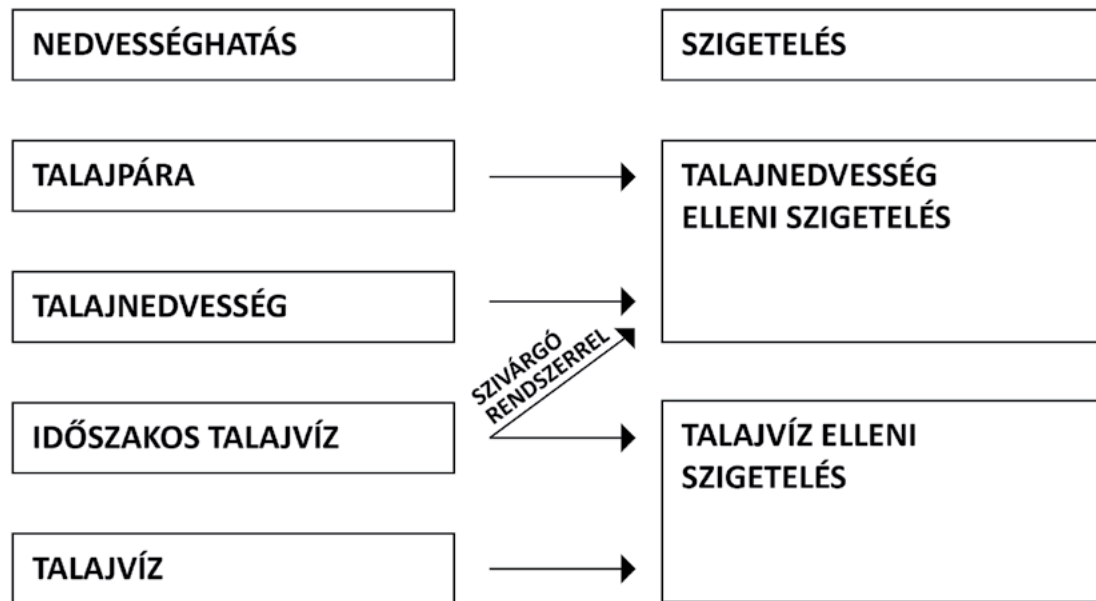 NEDVESSÉGHATÁS
SZIGETELÉS
TALAJPÁRA
TALAJNEDVESSÉG
ELLENI SZIGETELÉS
TALAJNEDVESSÉG
SZIVÁRGÓ
RENDSZERREL
IDŐSZAKOS TALAJVÍZ
TALAJVÍZ ELLENI
SZIGETELÉS
TALAJVÍZ